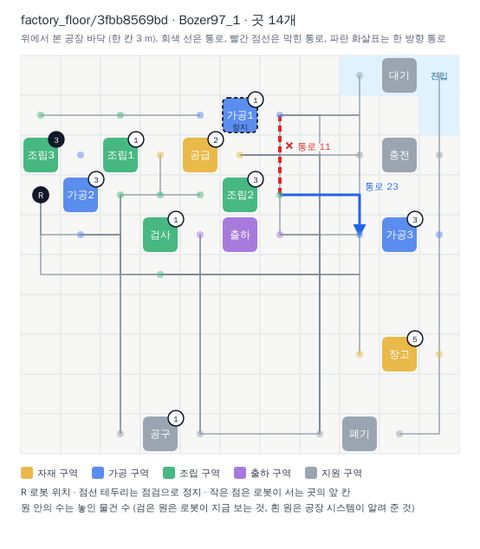 factory_floor/3fbb8569bd · Bozer97_1 · 곳 14개
위에서 본 공장 바닥 (한 칸 3 m). 회색 선은 통로, 빨간 점선은 막힌 통로, 파란 화살표는 한 방향 통로
대기
1
가공1
정지
3
1
2
조립3
조립1
공급
✖ 통로 11
충전
R
3
가공2
3
조립2
통로 23
1
검사
출하
3
가공3
5
창고
1
공구
폐기
자재 구역
가공 구역
조립 구역
출하 구역
지원 구역
R 로봇 위치 · 점선 테두리는 점검으로 정지 · 작은 점은 로봇이 서는 곳의 앞 칸
원 안의 수는 놓인 물건 수 (검은 원은 로봇이 지금 보는 것, 흰 원은 공장 시스템이 알려 준 것)